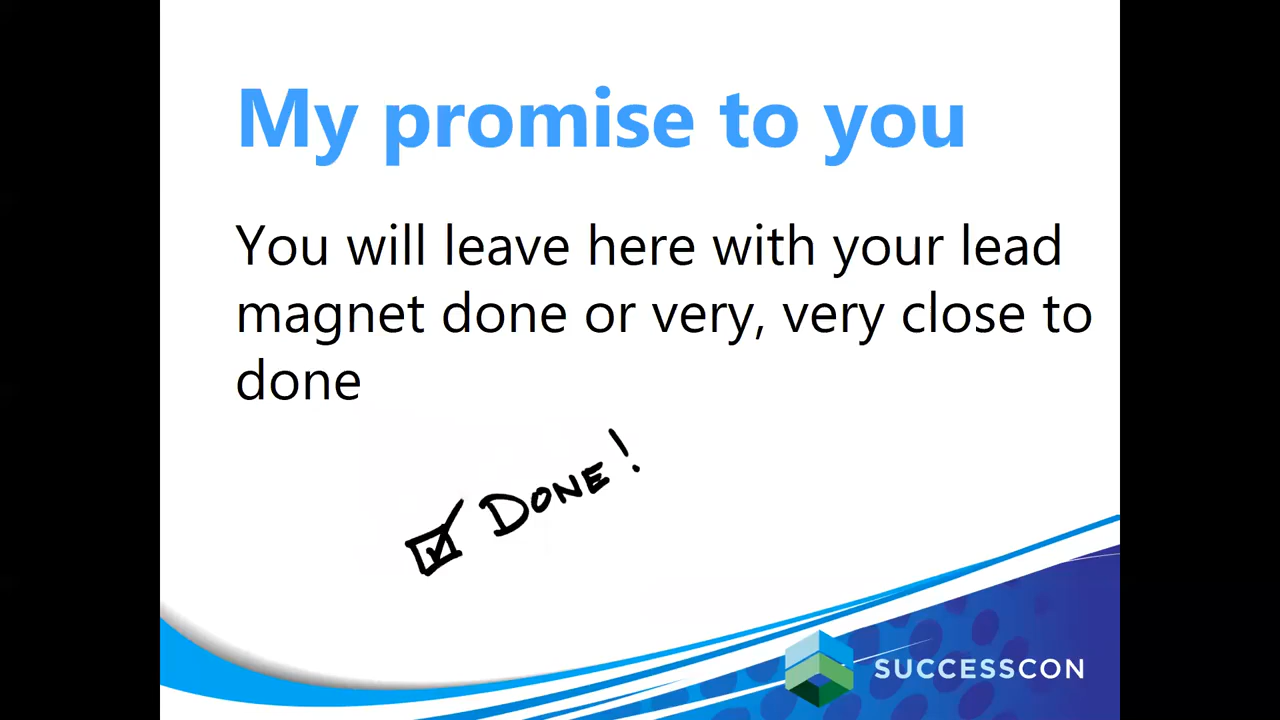 My promise to you
You will leave here with your lead
magnet done or very, very close to
done
DONE!
SUCCESSCON